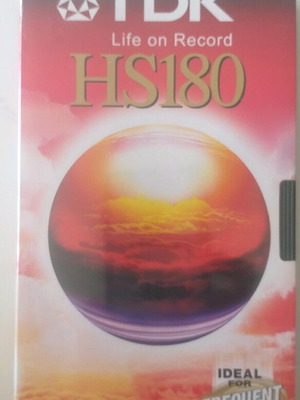 TDK
Life on Record
HS180
IDEAL
FOR
FREQUENT